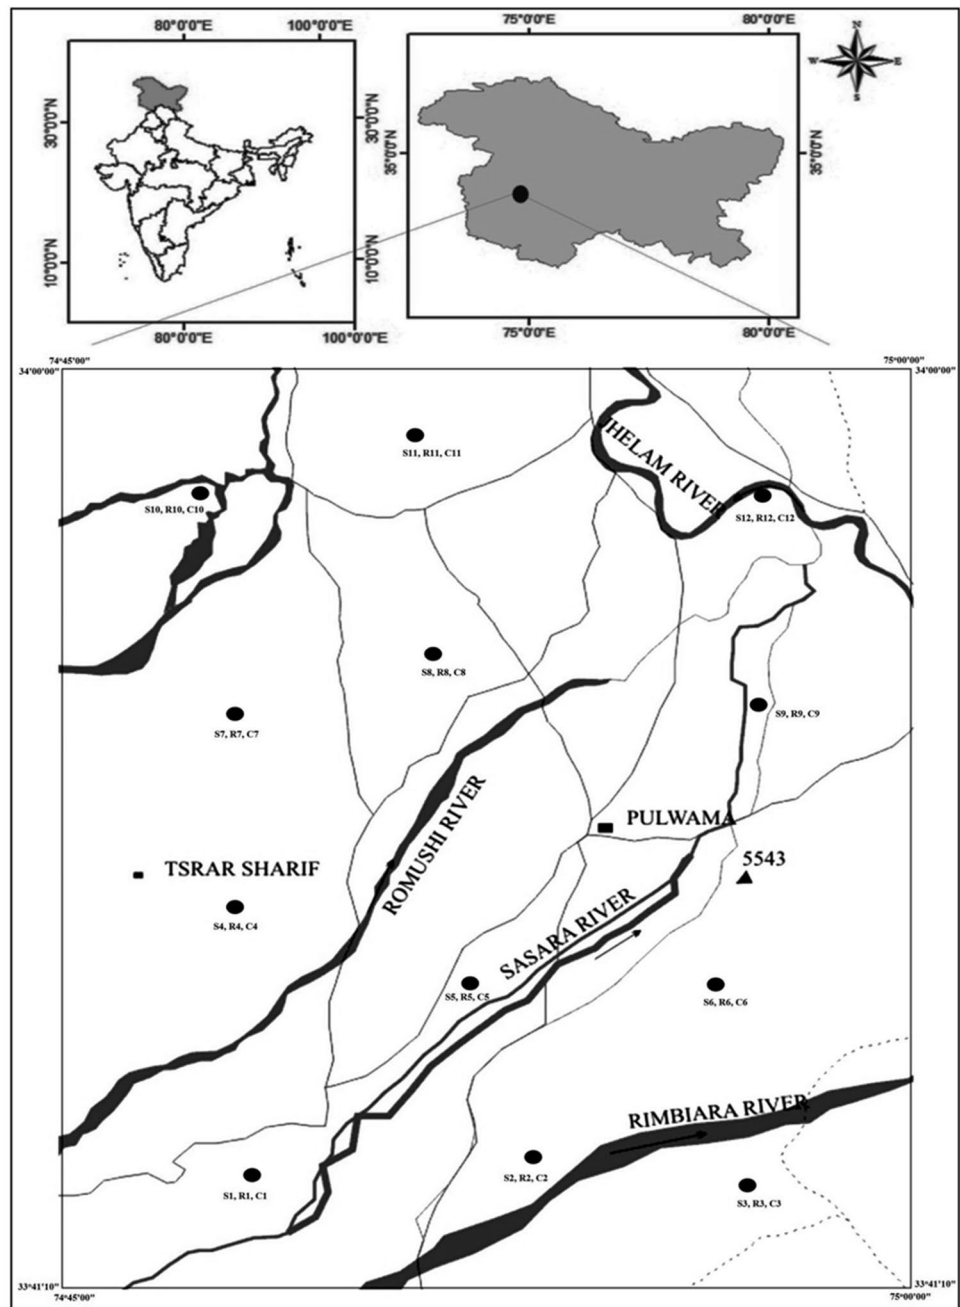 80°0'0"E
100°0'0"E
75°0'0"E
80°0'0"E
N
W
E
S
30°0'0"N
30°0'0"N
35°0'0"N
35°0'0"N
10°0'0"N
10°0'0"N
80°0'0"E
100°0'0"E
75°0'0"E
80°0'0"E
74°45'00"
75°00'00"
34°00'00"
34°00'00"
JHELAM RIVER
S11, R11, C11
S10, R10, C10
S12, R12, C12
S8, R8, C8
S9, R9, C9
S7, R7, C7
ROMUSHI RIVER
PULWAMA
5543
TSRAR SHARIF
SASARA RIVER
S4, R4, C4
S5, R5, C5
S6, R6, C6
RIMBIARA RIVER
S2, R2, C2
S1, R1, C1
S3, R3, C3
33°41'10"
33°41'10"
74°45'00"
75°00'00"